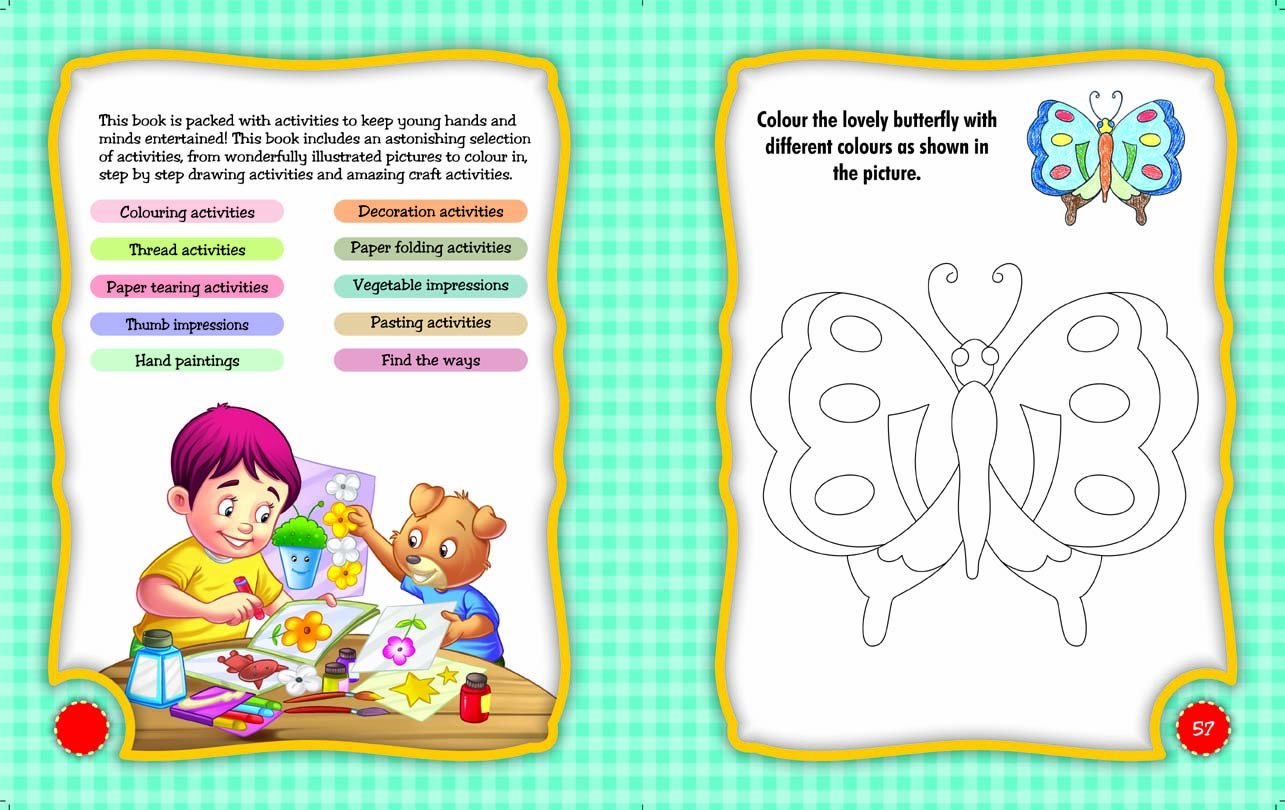 This book is packed with activities to keep young hands and
minds entertained! This book includes an astonishing selection
of activities, from wonderfully illustrated pictures to colour in,
step by step drawing activities and amazing craft activities.
Colouring activities
Decoration activities
Thread activities
Paper folding activities
Paper tearing activities
Vegetable impressions
Thumb impressions
Pasting activities
Hand paintings
Find the ways
Colour the lovely butterfly with
different colours as shown in
the picture.
57